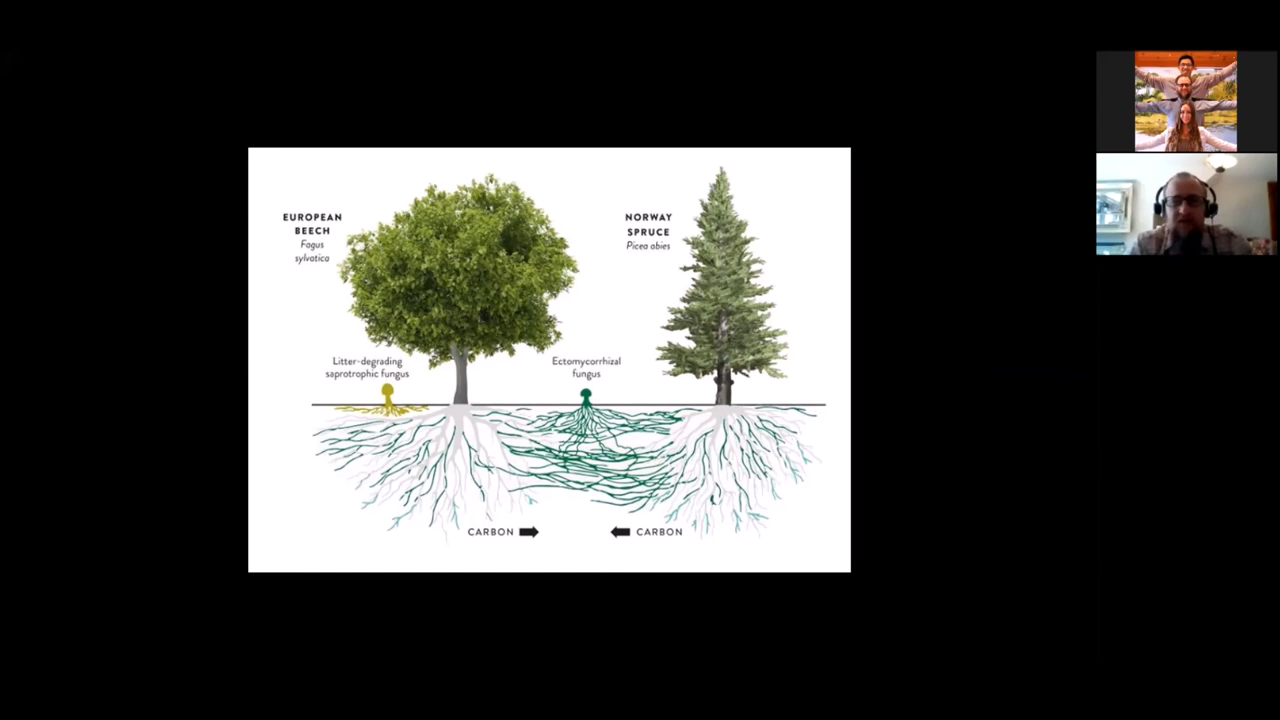 EUROPEAN
BEECH
Fagus
sylvatica
NORWAY
SPRUCE
Picea abies
Litter-degrading
saprotrophic fungus
Ectomycorrhizal
fungus
CARBON
CARBON